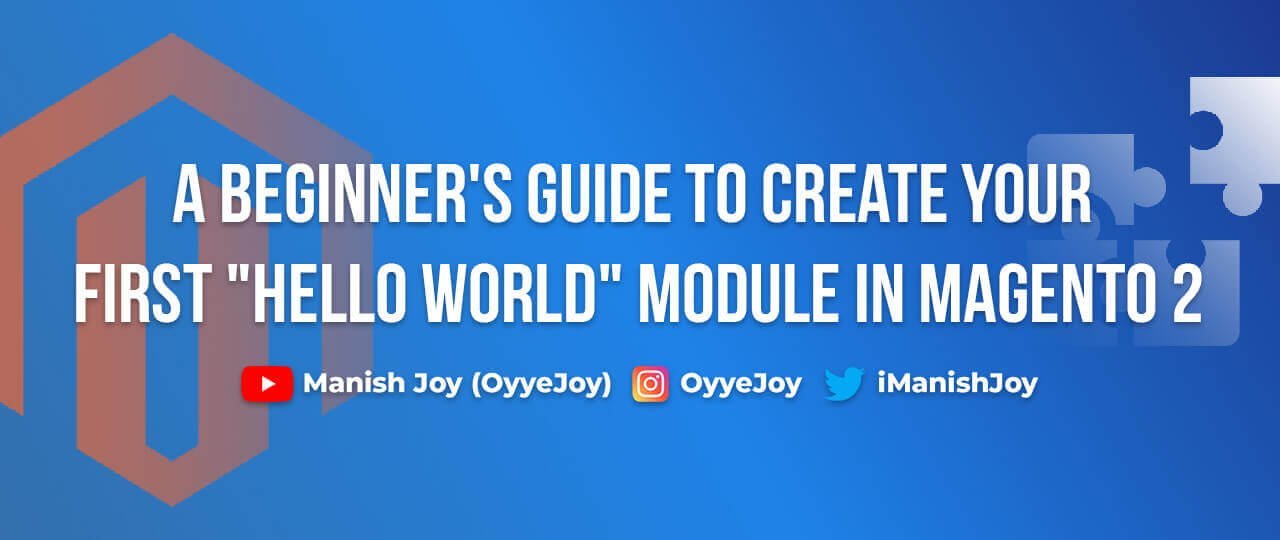 A BEGINNER'S GUIDE TO CREATE YOUR
FIRST "HELLO WORLD" MODULE IN MAGENTO 2
Manish Joy (OyyeJoy) OyyeJoy iManishJoy